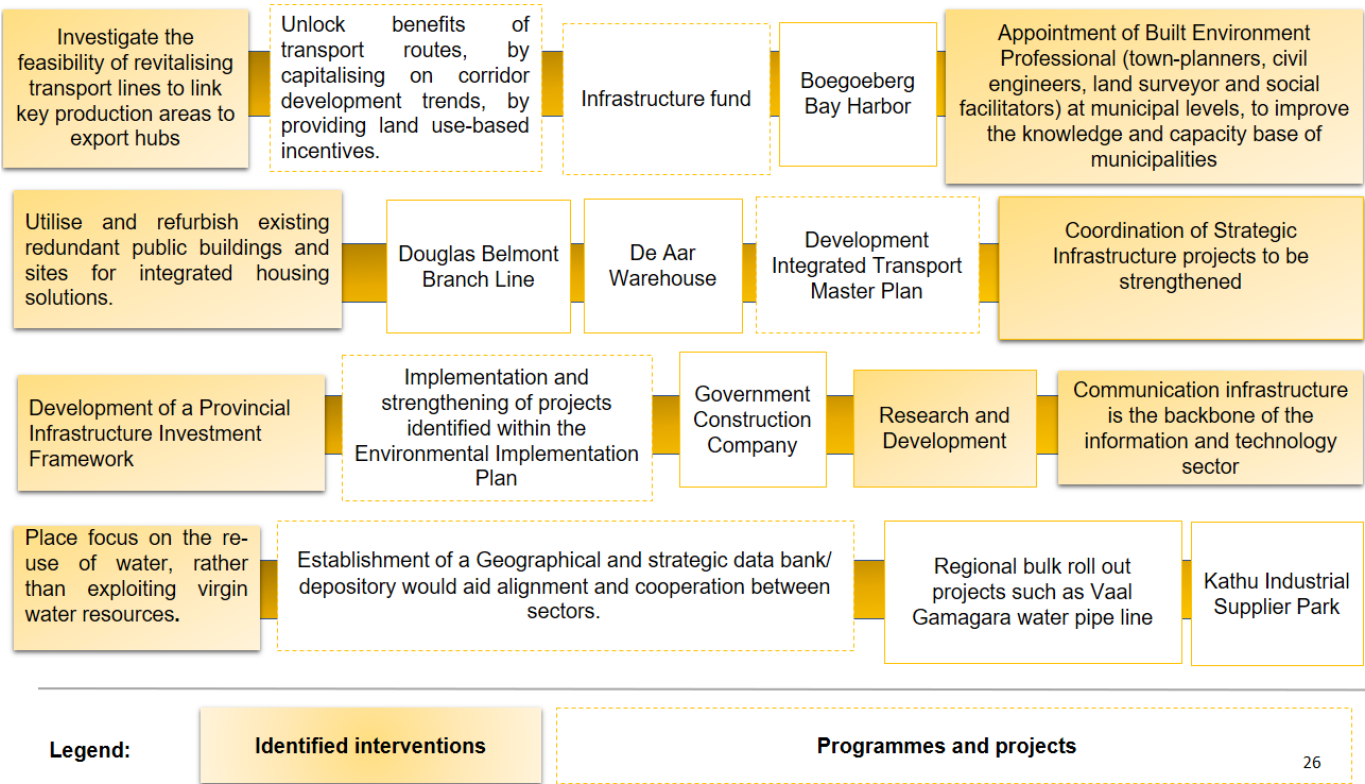 Investigate the
feasibility of revitalising
transport lines to link
key production areas to
export hubs
Unlock benefits of
transport routes, by
capitalising on corridor
development trends, by
providing land use-based
incentives.
Infrastructure fund
Boegoeberg
Bay Harbor
Appointment of Built Environment
Professional (town-planners, civil
engineers, land surveyor and social
facilitators) at municipal levels, to improve
the knowledge and capacity base of
municipalities
Utilise and refurbish existing
redundant public buildings and
sites for integrated housing
solutions.
Douglas Belmont
Branch Line
De Aar
Warehouse
Development
Integrated Transport
Master Plan
Coordination of Strategic
Infrastructure projects to be
strengthened
Development of a Provincial
Infrastructure Investment
Framework
Implementation and
strengthening of projects
identified within the
Environmental Implementation
Plan
Government
Construction
Company
Research and
Development
Communication infrastructure
is the backbone of the
information and technology
sector
Place focus on the re-
use of water, rather
than exploiting virgin
water resources.
Establishment of a Geographical and strategic data bank/
depository would aid alignment and cooperation between
sectors.
Regional bulk roll out
projects such as Vaal
Gamagara water pipe line
Kathu Industrial
Supplier Park
Legend:
Identified interventions
Programmes and projects
26